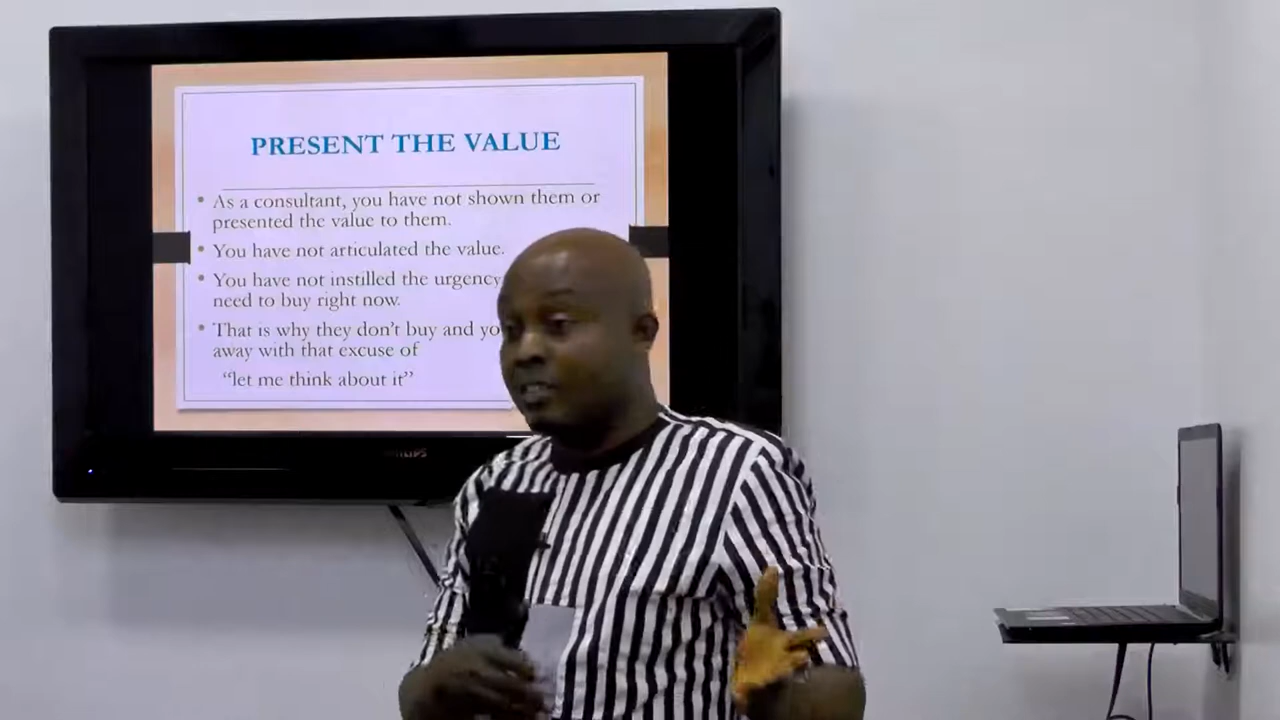 PRESENT THE VALUE
• As a consultant, you have not shown them or
presented the value to them.
• You have not articulated the value.
• You have not instilled the urgency
need to buy right now.
• That is why they don't buy and
away with that excuse of
“let me think about it”